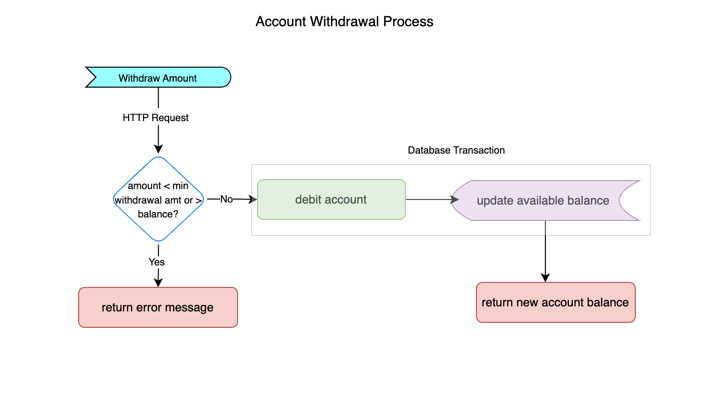 Account Withdrawal Process
Withdraw Amount
HTTP Request
amount < min
withdrawal amt or >
balance?
No
Yes
return error message
Database Transaction
debit account
update available balance
return new account balance